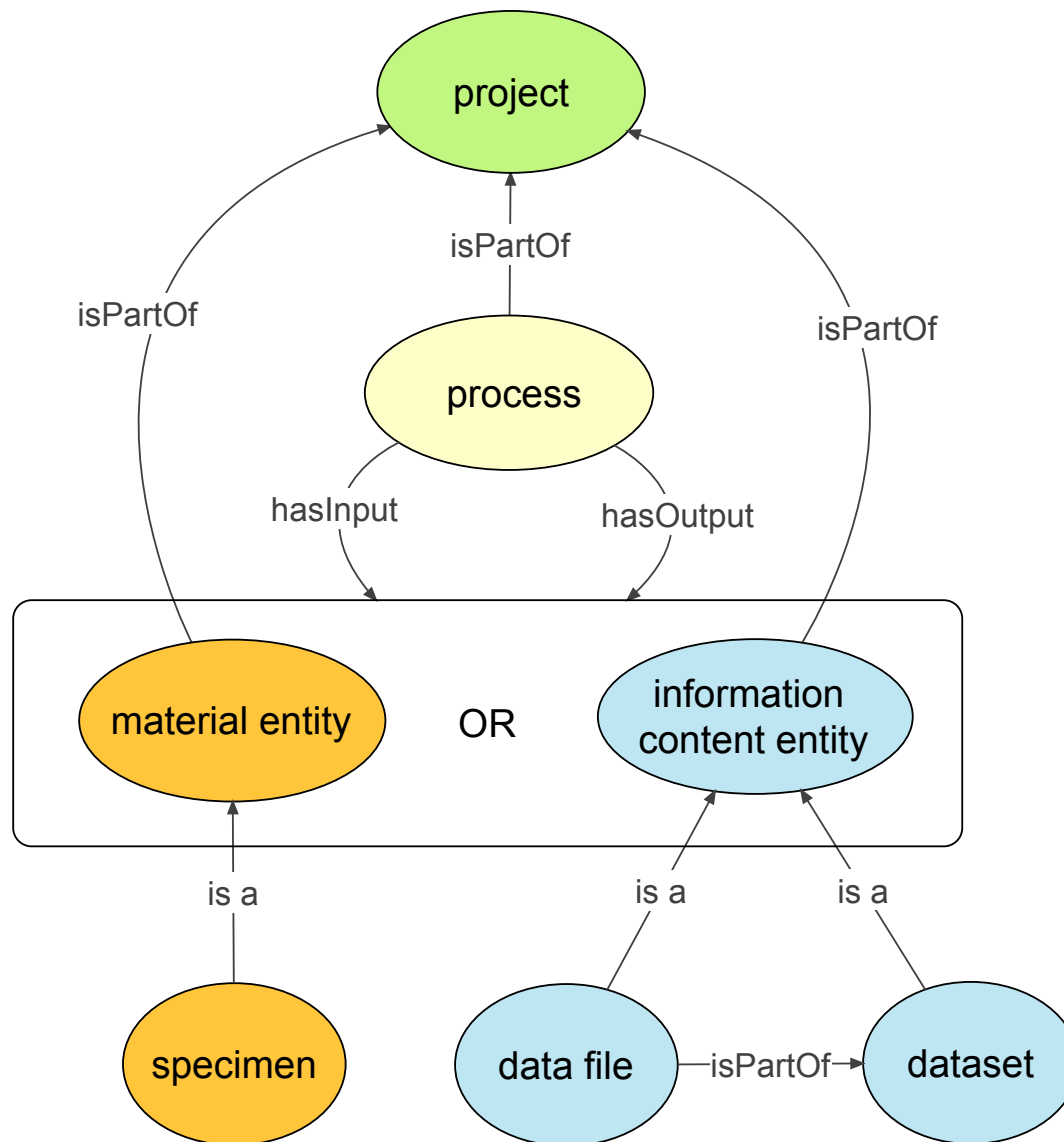 project
isPartOf
isPartOf
isPartOf
process
hasInput
hasOutput
material entity
OR
information
content entity
is a
is a
is a
specimen
data file
isPartOf
dataset